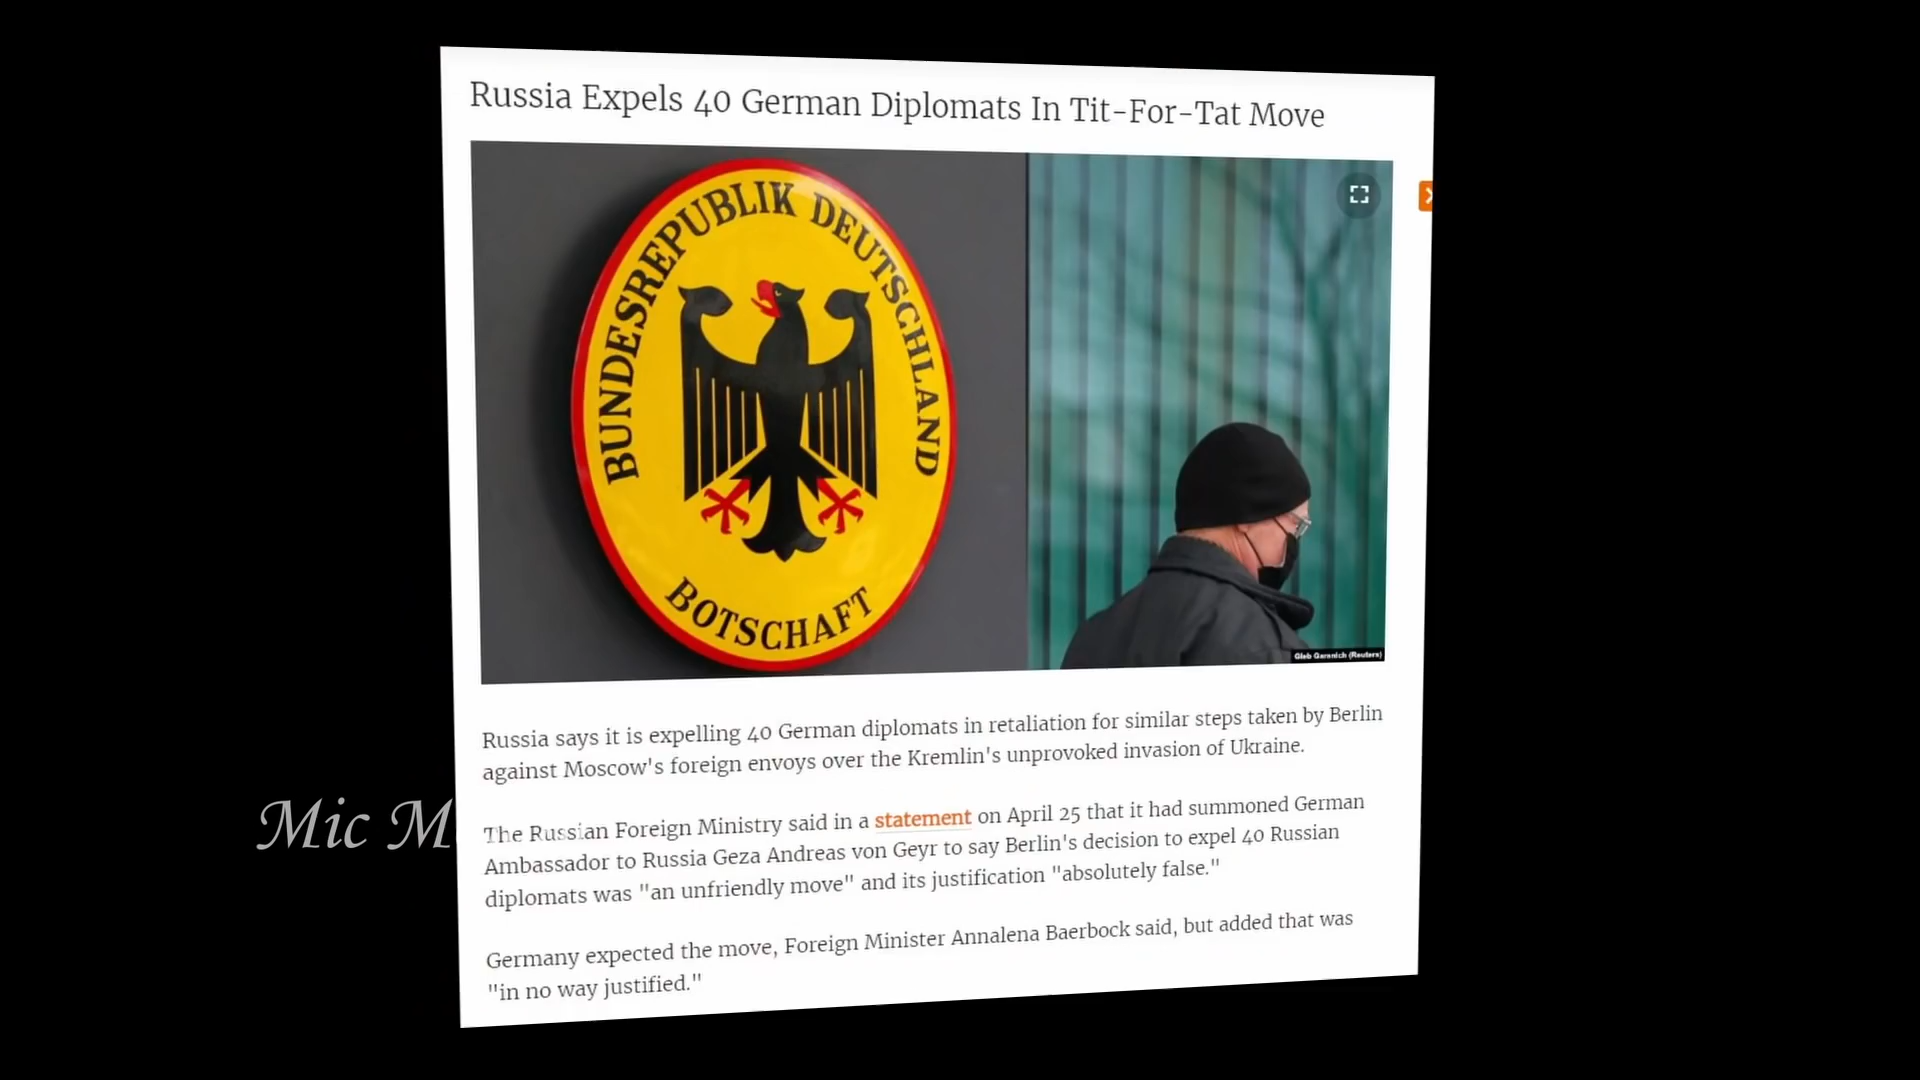 Russia Expels 40 German Diplomats In Tit-For-Tat Move
BUNDESREPUBLIK DEUTSCHLAND
BOTSCHAFT
Gleb Garanich (Reuters)
Russia says it is expelling 40 German diplomats in retaliation for similar steps taken by Berlin
against Moscow's foreign envoys over the Kremlin's unprovoked invasion of Ukraine.
The Russian Foreign Ministry said in a statement on April 25 that it had summoned German
Ambassador to Russia Geza Andreas von Geyr to say Berlin's decision to expel 40 Russian
diplomats was "an unfriendly move" and its justification "absolutely false."
Germany expected the move, Foreign Minister Annalena Baerbock said, but added that was
"in no way justified."
Mic M